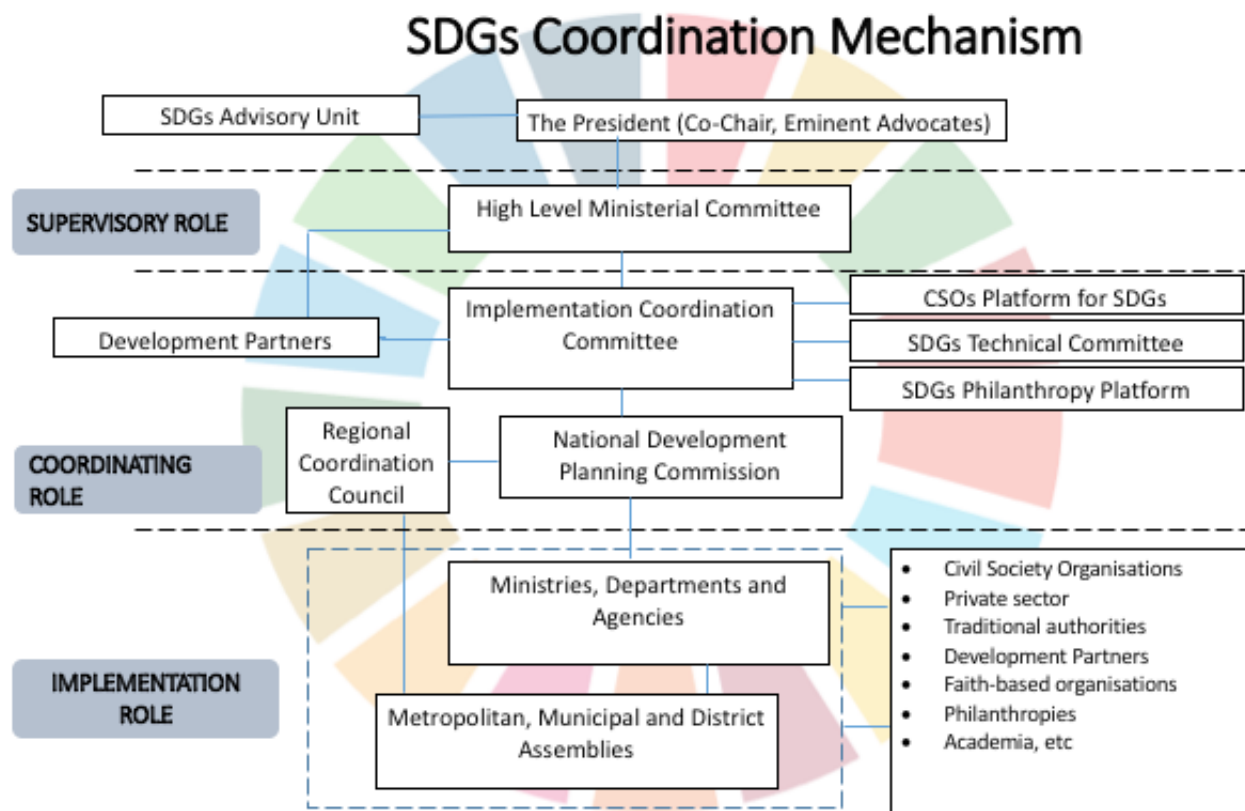 SDGs Coordination Mechanism
SDGs Advisory Unit
The President (Co-Chair, Eminent Advocates)
SUPERVISORY ROLE
High Level Ministerial Committee
Development Partners
Implementation Coordination
Committee
CSOs Platform for SDGs
SDGs Technical Committee
SDGs Philanthropy Platform
COORDINATING
ROLE
Regional
Coordination
Council
National Development
Planning Commission
IMPLEMENTATION
ROLE
Ministries, Departments and
Agencies
Metropolitan, Municipal and District
Assemblies
• Civil Society Organisations
• Private sector
• Traditional authorities
• Development Partners
• Faith-based organisations
• Philanthropies
• Academia, etc